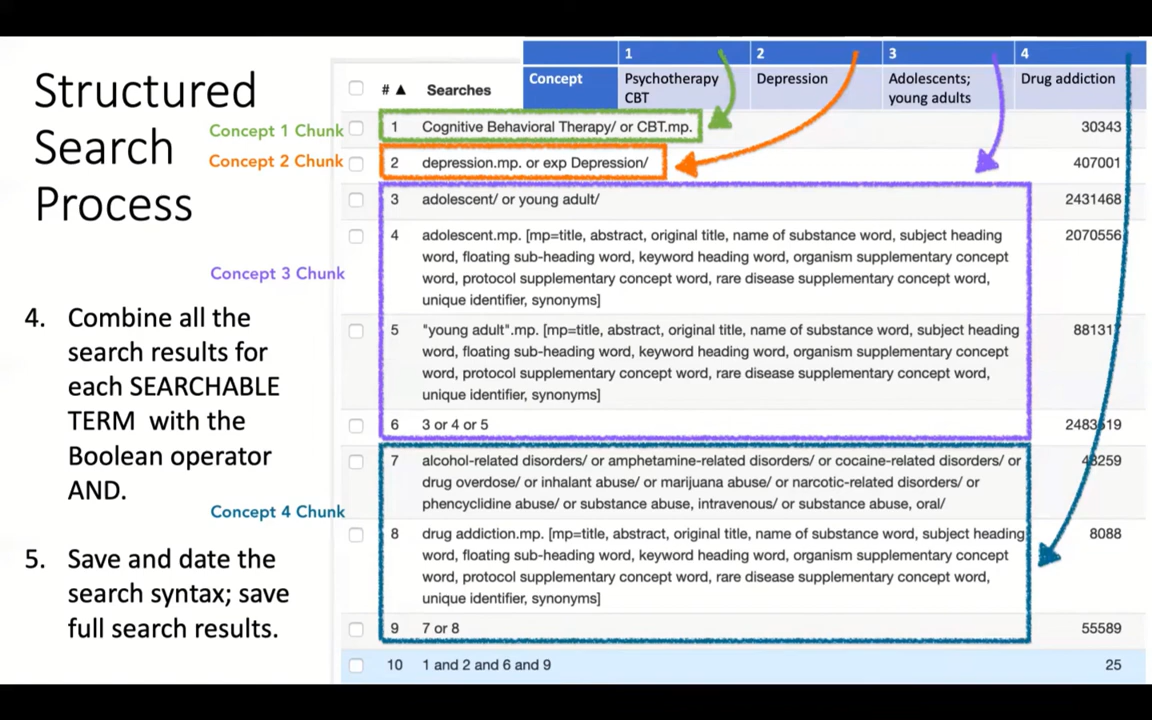 Structured
Search
Process
4. Combine all the
search results for
each SEARCHABLE
TERM with the
Boolean operator
AND.
5. Save and date the
search syntax; save
full search results.
1 2 3 4
Concept Psychotherapy CBT Depression Adolescents; young adults Drug addiction
# ▲ Searches
Concept 1 Chunk
1 Cognitive Behavioral Therapy/ or CBT.mp. 30343
Concept 2 Chunk
2 depression.mp. or exp Depression/ 407001
3 adolescent/ or young adult/ 2431468
4 adolescent.mp. [mp=title, abstract, original title, name of substance word, subject heading 2070556
word, floating sub-heading word, keyword heading word, organism supplementary concept
Concept 3 Chunk
word, protocol supplementary concept word, rare disease supplementary concept word,
unique identifier, synonyms]
5 "young adult".mp. [mp=title, abstract, original title, name of substance word, subject heading
word, floating sub-heading word, keyword heading word, organism supplementary concept
word, protocol supplementary concept word, rare disease supplementary concept word,
unique identifier, synonyms]
6 3 or 4 or 5
7 alcohol-related disorders/ or amphetamine-related disorders/ or cocaine-related disorders/ or
drug overdose/ or inhalant abuse/ or marijuana abuse/ or narcotic-related disorders/ or
phencyclidine abuse/ or substance abuse, intravenous/ or substance abuse, oral/
Concept 4 Chunk
8 drug addiction.mp. [mp=title, abstract, original title, name of substance word, subject heading 8088
word, floating sub-heading word, keyword heading word, organism supplementary concept
word, protocol supplementary concept word, rare disease supplementary concept word,
unique identifier, synonyms]
9 7 or 8 55589
10 1 and 2 and 6 and 9 25